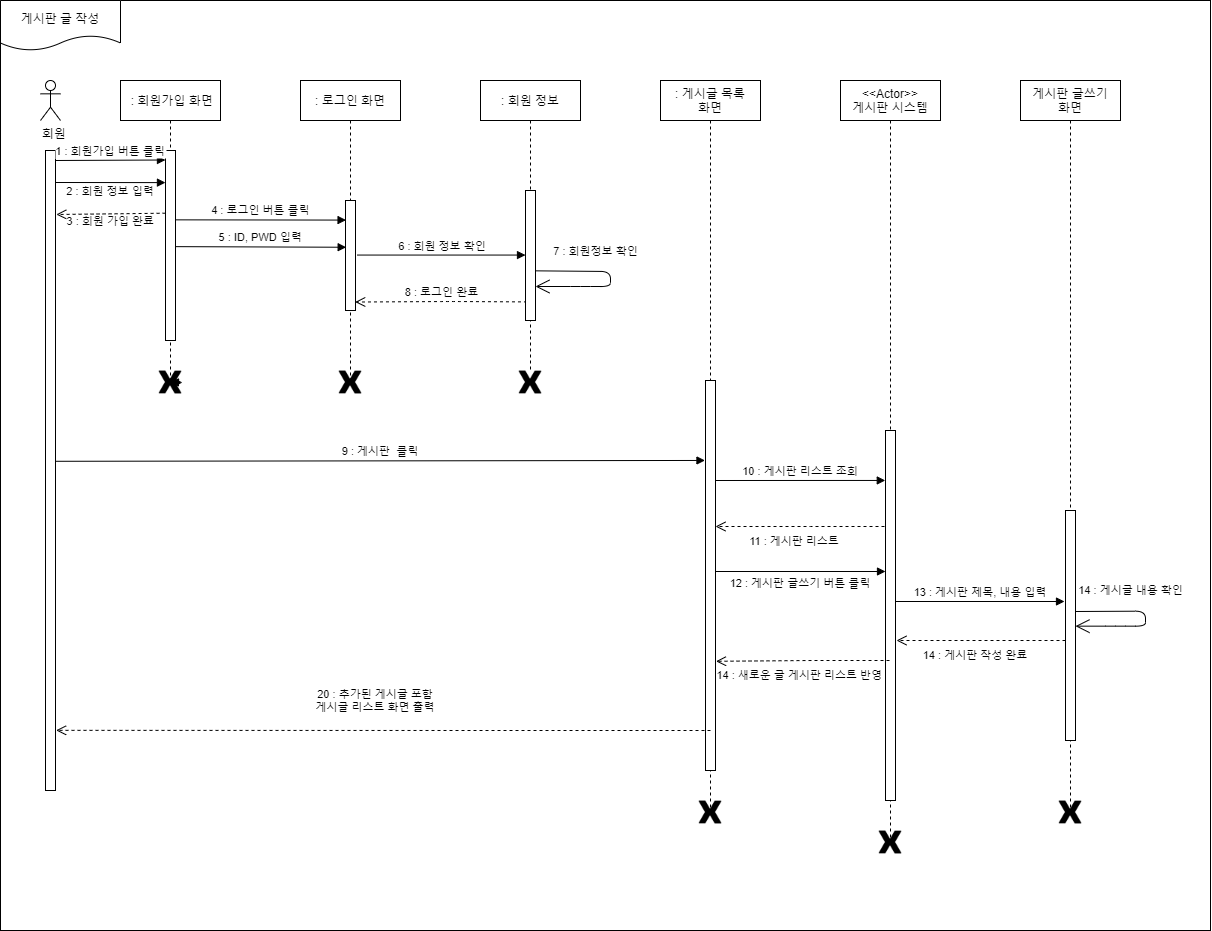 게시판 글 작성
회원
: 회원가입 화면
: 로그인 화면
: 회원 정보
: 게시글 목록
화면
<<Actor>>
게시판 시스템
게시판 글쓰기
화면
1 : 회원가입 버튼 클릭
2 : 회원 정보 입력
3 : 회원 가입 완료
4 : 로그인 버튼 클릭
5 : ID, PWD 입력
6 : 회원 정보 확인
7 : 회원정보 확인
8 : 로그인 완료
X
X
X
9 : 게시판 클릭
10 : 게시판 리스트 조회
11 : 게시판 리스트
12 : 게시판 글쓰기 버튼 클릭
13 : 게시판 제목, 내용 입력
14 : 게시글 내용 확인
14 : 게시판 작성 완료
14 : 새로운 글 게시판 리스트 반영
20 : 추가된 게시글 포함
게시글 리스트 화면 출력
X
X
X